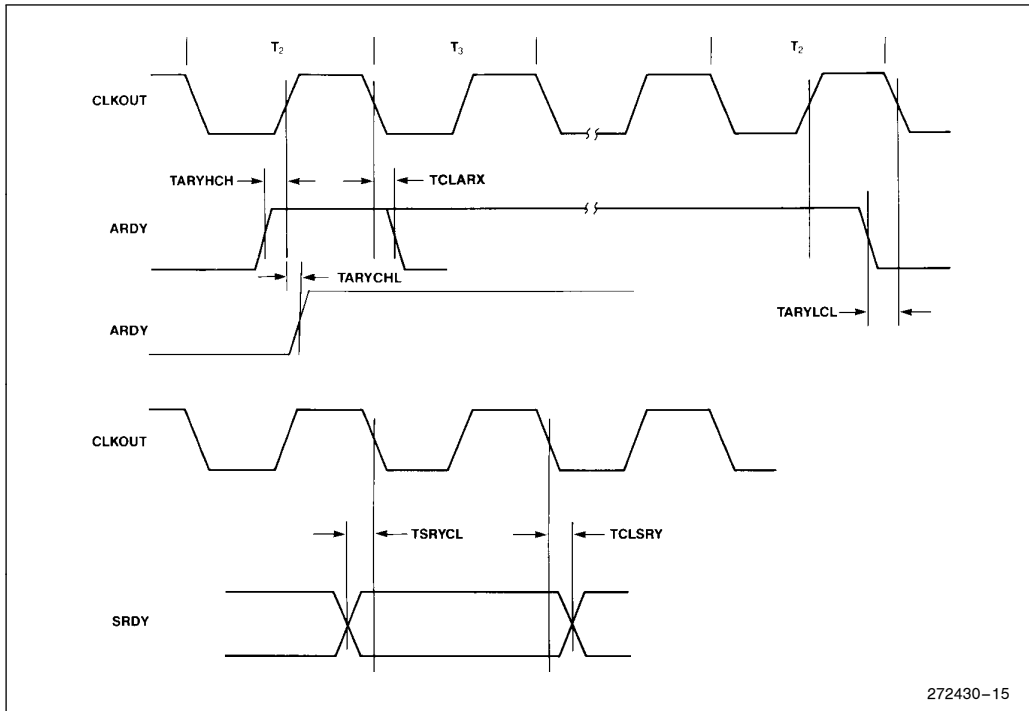 T₂ T₃ T₂
CLKOUT
TARYHCH TCLARX
ARDY
TARYCHL
TARYLCL
ARDY
CLKOUT
TSRYCL TCLSRY
SRDY
272430–15